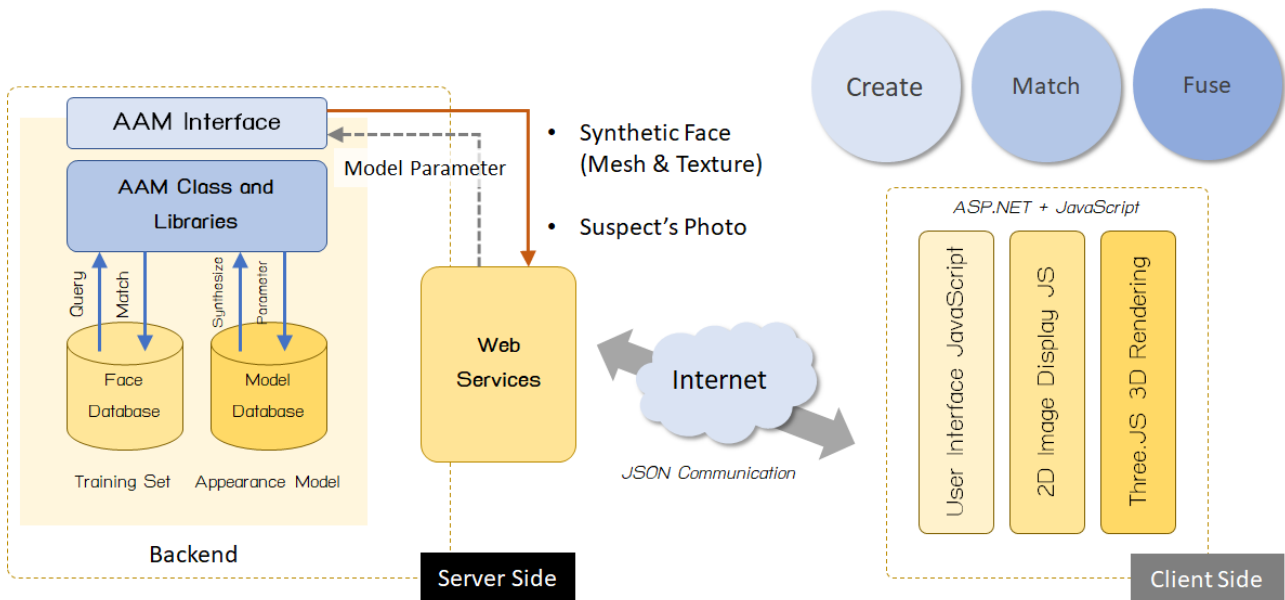 Create
Match
Fuse
AAM Interface
Model Parameter
AAM Class and
Libraries
Query
Match
Synthesize
Parameter
Face
Database
Model
Database
Training Set
Appearance Model
Backend
• Synthetic Face
(Mesh & Texture)
• Suspect's Photo
Web
Services
Server Side
Internet
JSON Communication
ASP.NET + JavaScript
User Interface JavaScript
2D Image Display JS
Three.JS 3D Rendering
Client Side